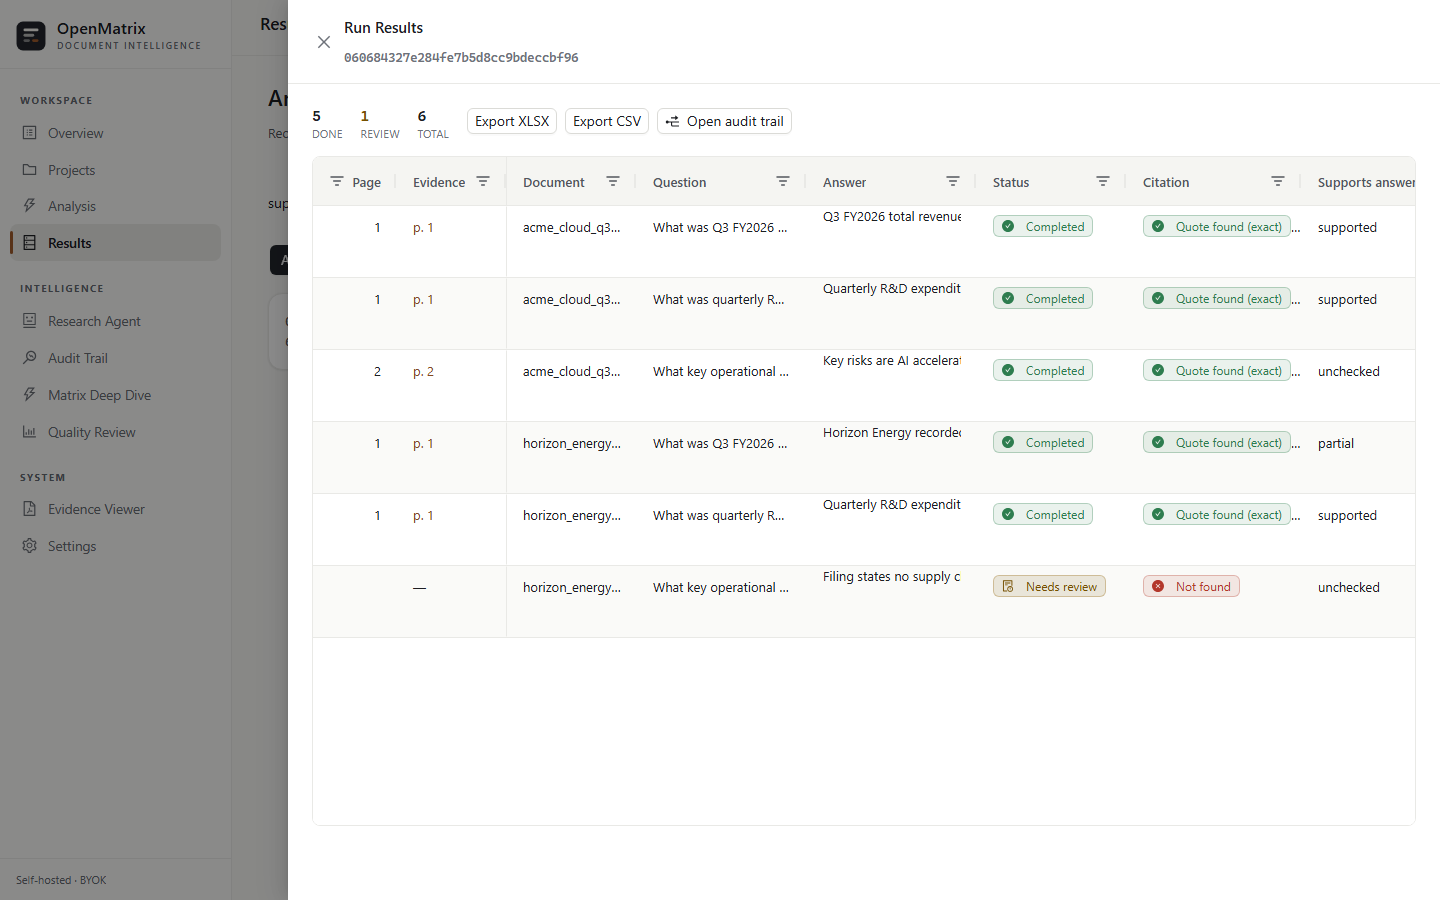 OpenMatrix
DOCUMENT INTELLIGENCE
WORKSPACE
Overview
Projects
Analysis
Results
INTELLIGENCE
Research Agent
Audit Trail
Matrix Deep Dive
Quality Review
SYSTEM
Evidence Viewer
Settings
Self-hosted · BYOK
Res
Rec
sup
Run Results
060684327e284fe7b5d8cc9bdeccbf96
5 DONE
1 REVIEW
6 TOTAL
Export XLSX
Export CSV
Open audit trail
Page Evidence Document Question Answer Status Citation Supports answer
1 p. 1 acme_cloud_q3... What was Q3 FY2026 ... Q3 FY2026 total revenue Completed Quote found (exact) ... supported
1 p. 1 acme_cloud_q3... What was quarterly R... Quarterly R&D expendit Completed Quote found (exact) ... supported
2 p. 2 acme_cloud_q3... What key operational ... Key risks are AI accelerat Completed Quote found (exact) ... unchecked
1 p. 1 horizon_energy... What was Q3 FY2026 ... Horizon Energy recorded Completed Quote found (exact) ... partial
1 p. 1 horizon_energy... What was quarterly R... Quarterly R&D expendit Completed Quote found (exact) ... supported
— horizon_energy... What key operational ... Filing states no supply c Needs review Not found unchecked